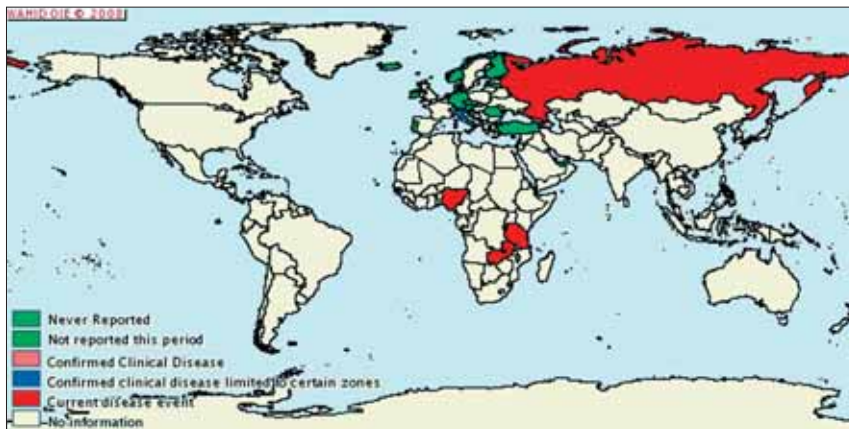 WAHID.OIE © 2008
Never Reported
Not reported this period
Confirmed Clinical Disease
Confirmed clinical disease limited to certain zones
Current disease event
No information